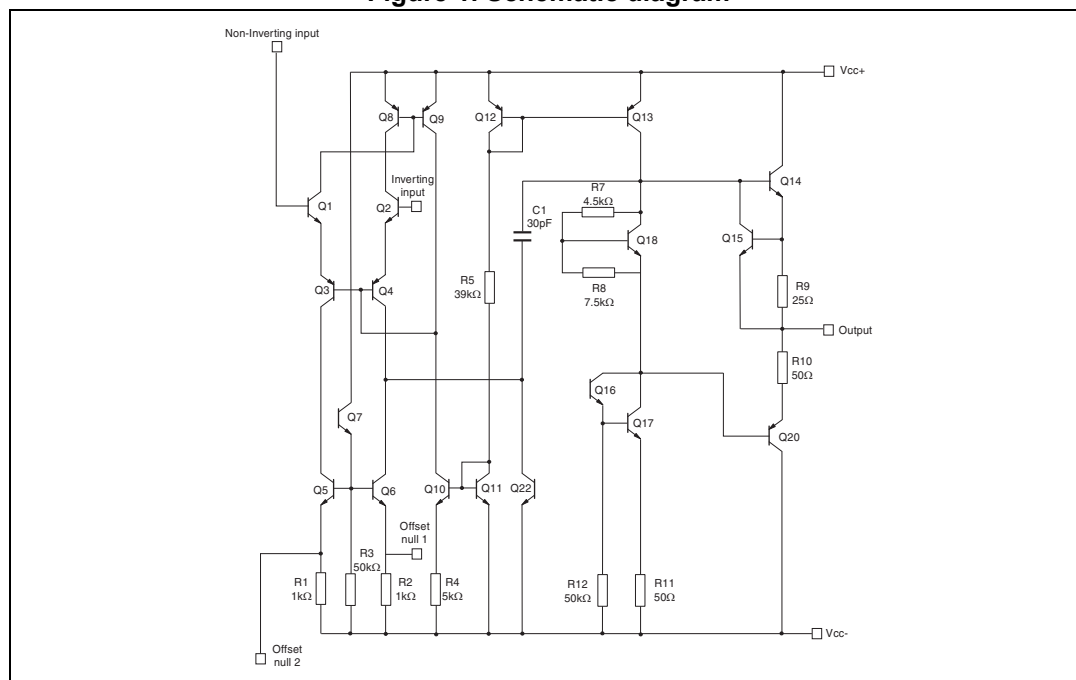 Figure 1. Schematic diagram
Non-Inverting input
Vcc+
Q8
Q9
Q12
Q13
Inverting
input
Q1
Q2
C1
30pF
R7
4.5kΩ
Q14
Q15
Q18
Q3
Q4
R5
39kΩ
R8
7.5kΩ
R9
25Ω
Output
R10
50Ω
Q7
Q16
Q17
Q20
Q5
Q6
Q10
Q11
Q22
Offset
null 1
R1
1kΩ
R3
50kΩ
R2
1kΩ
R4
5kΩ
R12
50kΩ
R11
50Ω
Vcc-
Offset
null 2